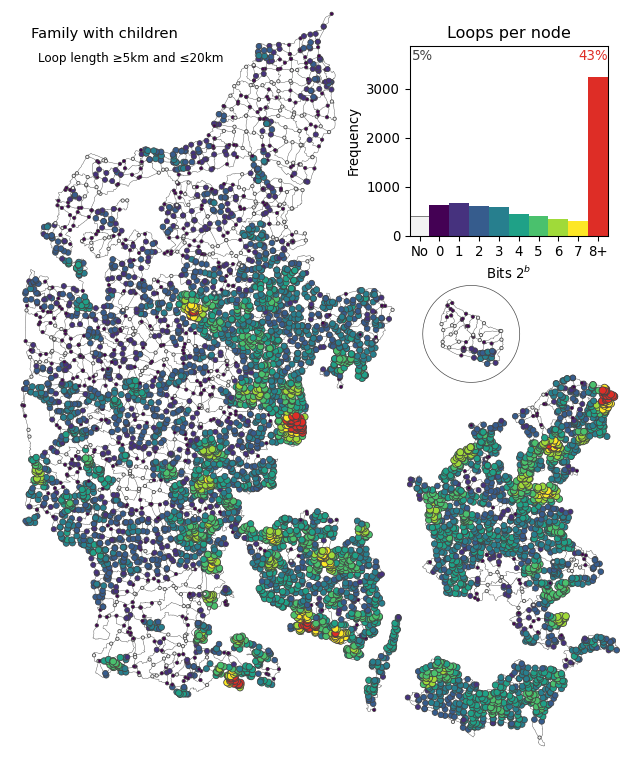 Family with children
Loop length ≥5km and ≤20km
Loops per node
5% 43%
Frequency
3000
2000
1000
0
No 0 1 2 3 4 5 6 7 8+
Bits 2ᵇ